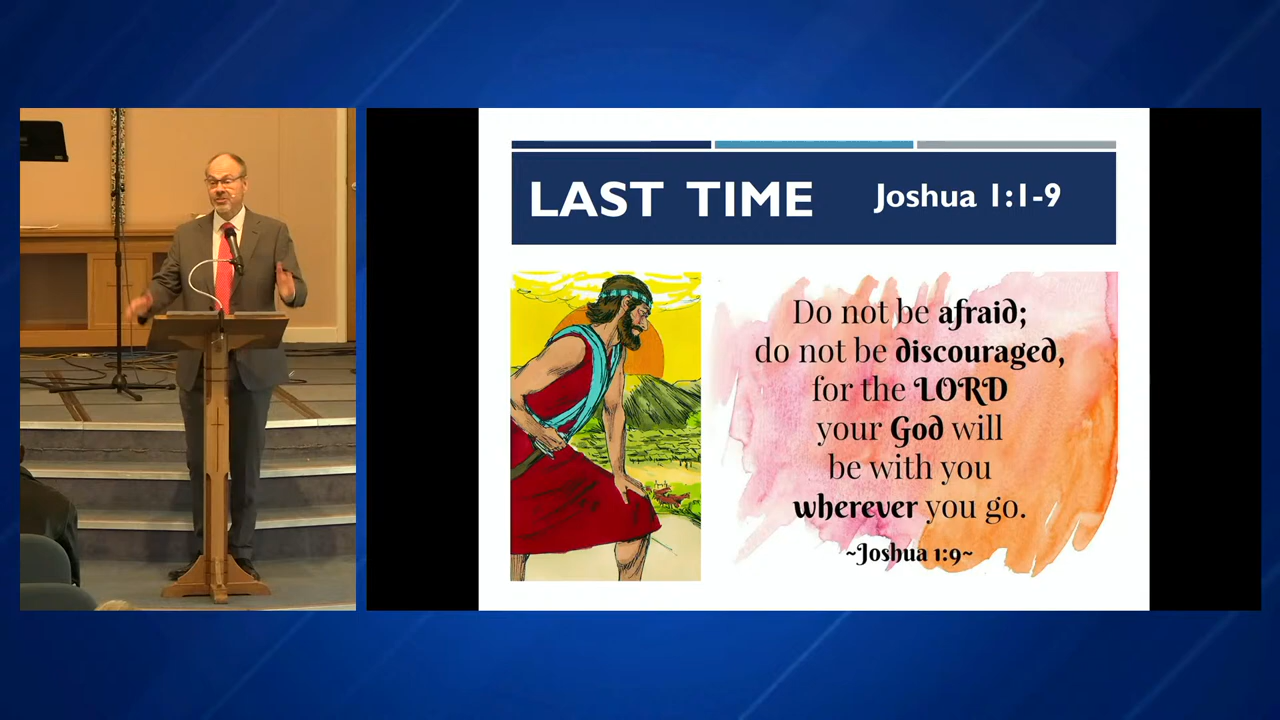 LAST TIME
Joshua 1:1-9
Do not be afraid;
do not be discouraged,
for the LORD
your God will
be with you
wherever you go.
~Joshua 1:9~